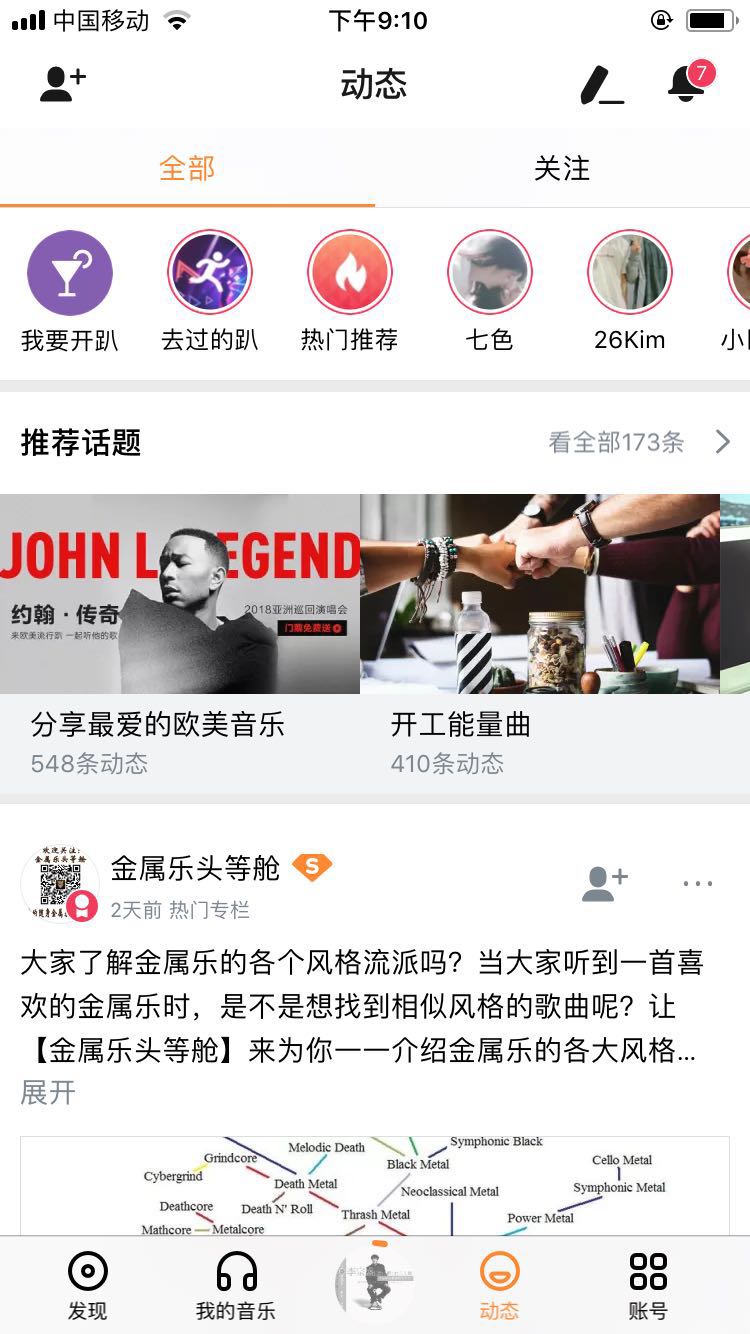 中国移动
下午9:10
动态
7
全部
关注
我要开趴
去过的趴
热门推荐
七色
26Kim
推荐话题
看全部173条
JOHN LEGEND
约翰·传奇
2018亚洲巡回演唱会
来欧美流行趴 一起听他的歌
门票免费送
分享最爱的欧美音乐
548条动态
开工能量曲
410条动态
欢迎关注：
金属乐头等舱
金属乐头等舱
S
2天前 热门专栏
大家了解金属乐的各个风格流派吗？当大家听到一首喜
欢的金属乐时，是不是想找到相似风格的歌曲呢？让
【金属乐头等舱】来为你一一介绍金属乐的各大风格...
展开
Melodic Death
Symphonic Black
Grindcore
Black Metal
Cello Metal
Cybergrind
Death Metal
Neoclassical Metal
Symphonic Metal
Deathcore
Death N' Roll
Thrash Metal
Power Metal
Mathcore
Metalcore
发现
我的音乐
动态
账号